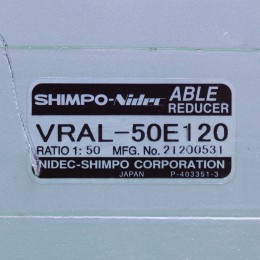 SHIMPO-Nidec ABLE
REDUCER
VRAL-50E120
RATIO 1: 50 MFG. No. 21200531
NIDEC-SHIMPO CORPORATION
JAPAN P-403351-3